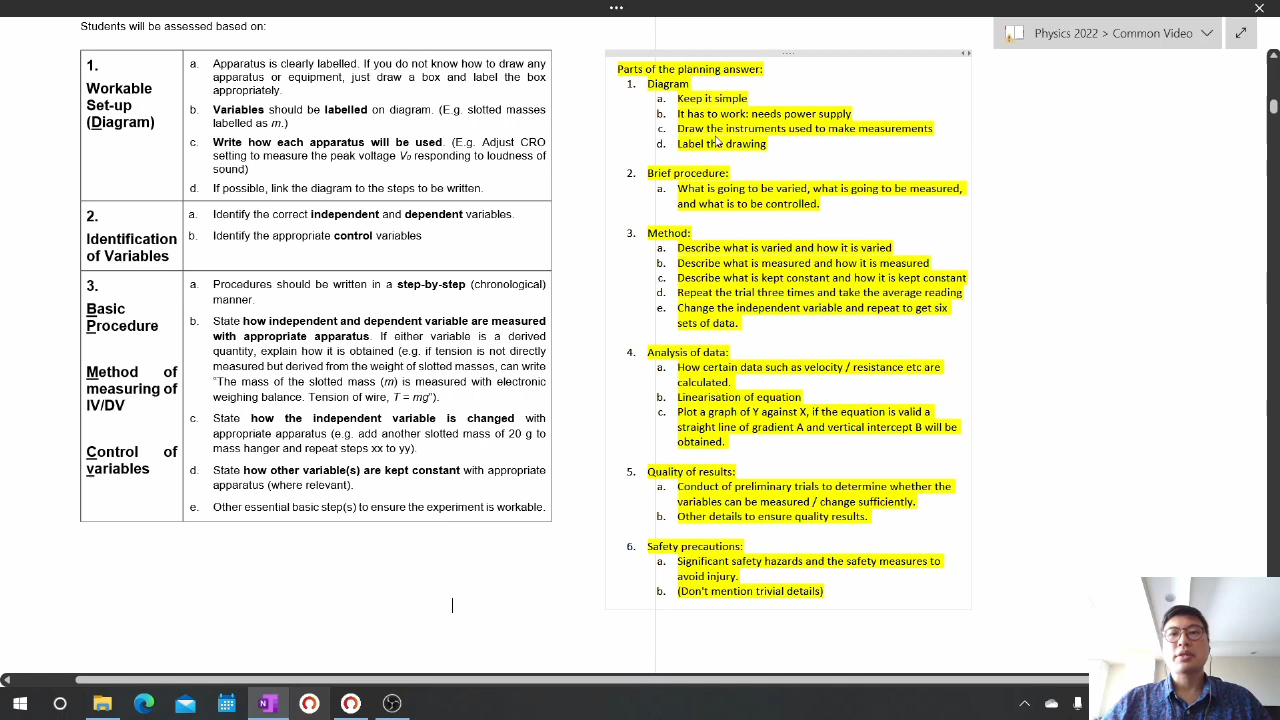 Students will be assessed based on:
Physics 2022 > Common Video
1.
Workable
Set-up
(Diagram)
a. Apparatus is clearly labelled. If you do not know how to draw any
apparatus or equipment, just draw a box and label the box
appropriately.
b. Variables should be labelled on diagram. (E.g. slotted masses
labelled as m.)
c. Write how each apparatus will be used. (E.g. Adjust CRO
setting to measure the peak voltage V₀ responding to loudness of
sound)
d. If possible, link the diagram to the steps to be written.
2.
Identification
of Variables
a. Identify the correct independent and dependent variables.
b. Identify the appropriate control variables
3.
Basic
Procedure
Method of
measuring of
IV/DV
Control of
variables
a. Procedures should be written in a step-by-step (chronological)
manner.
b. State how independent and dependent variable are measured
with appropriate apparatus. If either variable is a derived
quantity, explain how it is obtained (e.g. if tension is not directly
measured but derived from the weight of slotted masses, can write
“The mass of the slotted mass (m) is measured with electronic
weighing balance. Tension of wire, T = mg”).
c. State how the independent variable is changed with
appropriate apparatus (e.g. add another slotted mass of 20 g to
mass hanger and repeat steps xx to yy).
d. State how other variable(s) are kept constant with appropriate
apparatus (where relevant).
e. Other essential basic step(s) to ensure the experiment is workable.
Parts of the planning answer:
1. Diagram
a. Keep it simple
b. It has to work: needs power supply
c. Draw the instruments used to make measurements
d. Label the drawing
2. Brief procedure:
a. What is going to be varied, what is going to be measured,
and what is to be controlled.
3. Method:
a. Describe what is varied and how it is varied
b. Describe what is measured and how it is measured
c. Describe what is kept constant and how it is kept constant
d. Repeat the trial three times and take the average reading
e. Change the independent variable and repeat to get six
sets of data.
4. Analysis of data:
a. How certain data such as velocity / resistance etc are
calculated.
b. Linearisation of equation
c. Plot a graph of Y against X, if the equation is valid a
straight line of gradient A and vertical intercept B will be
obtained.
5. Quality of results:
a. Conduct of preliminary trials to determine whether the
variables can be measured / change sufficiently.
b. Other details to ensure quality results.
6. Safety precautions:
a. Significant safety hazards and the safety measures to
avoid injury.
b. (Don't mention trivial details)